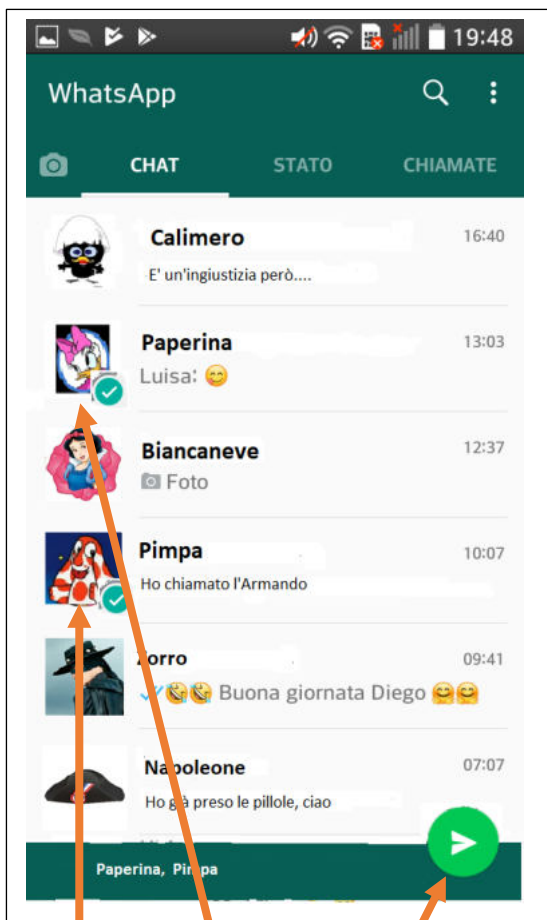 19:48
WhatsApp
CHAT STATO CHIAMATE
Calimero 16:40
E' un'ingiustizia però....
Paperina 13:03
Luisa: 😋
Biancaneve 12:37
Foto
Pimpa 10:07
Ho chiamato l'Armando
Zorro 09:41
Buona giornata Diego 🤗🤗
Napoleone 07:07
Ho già preso le pillole, ciao
Paperina, Pimpa